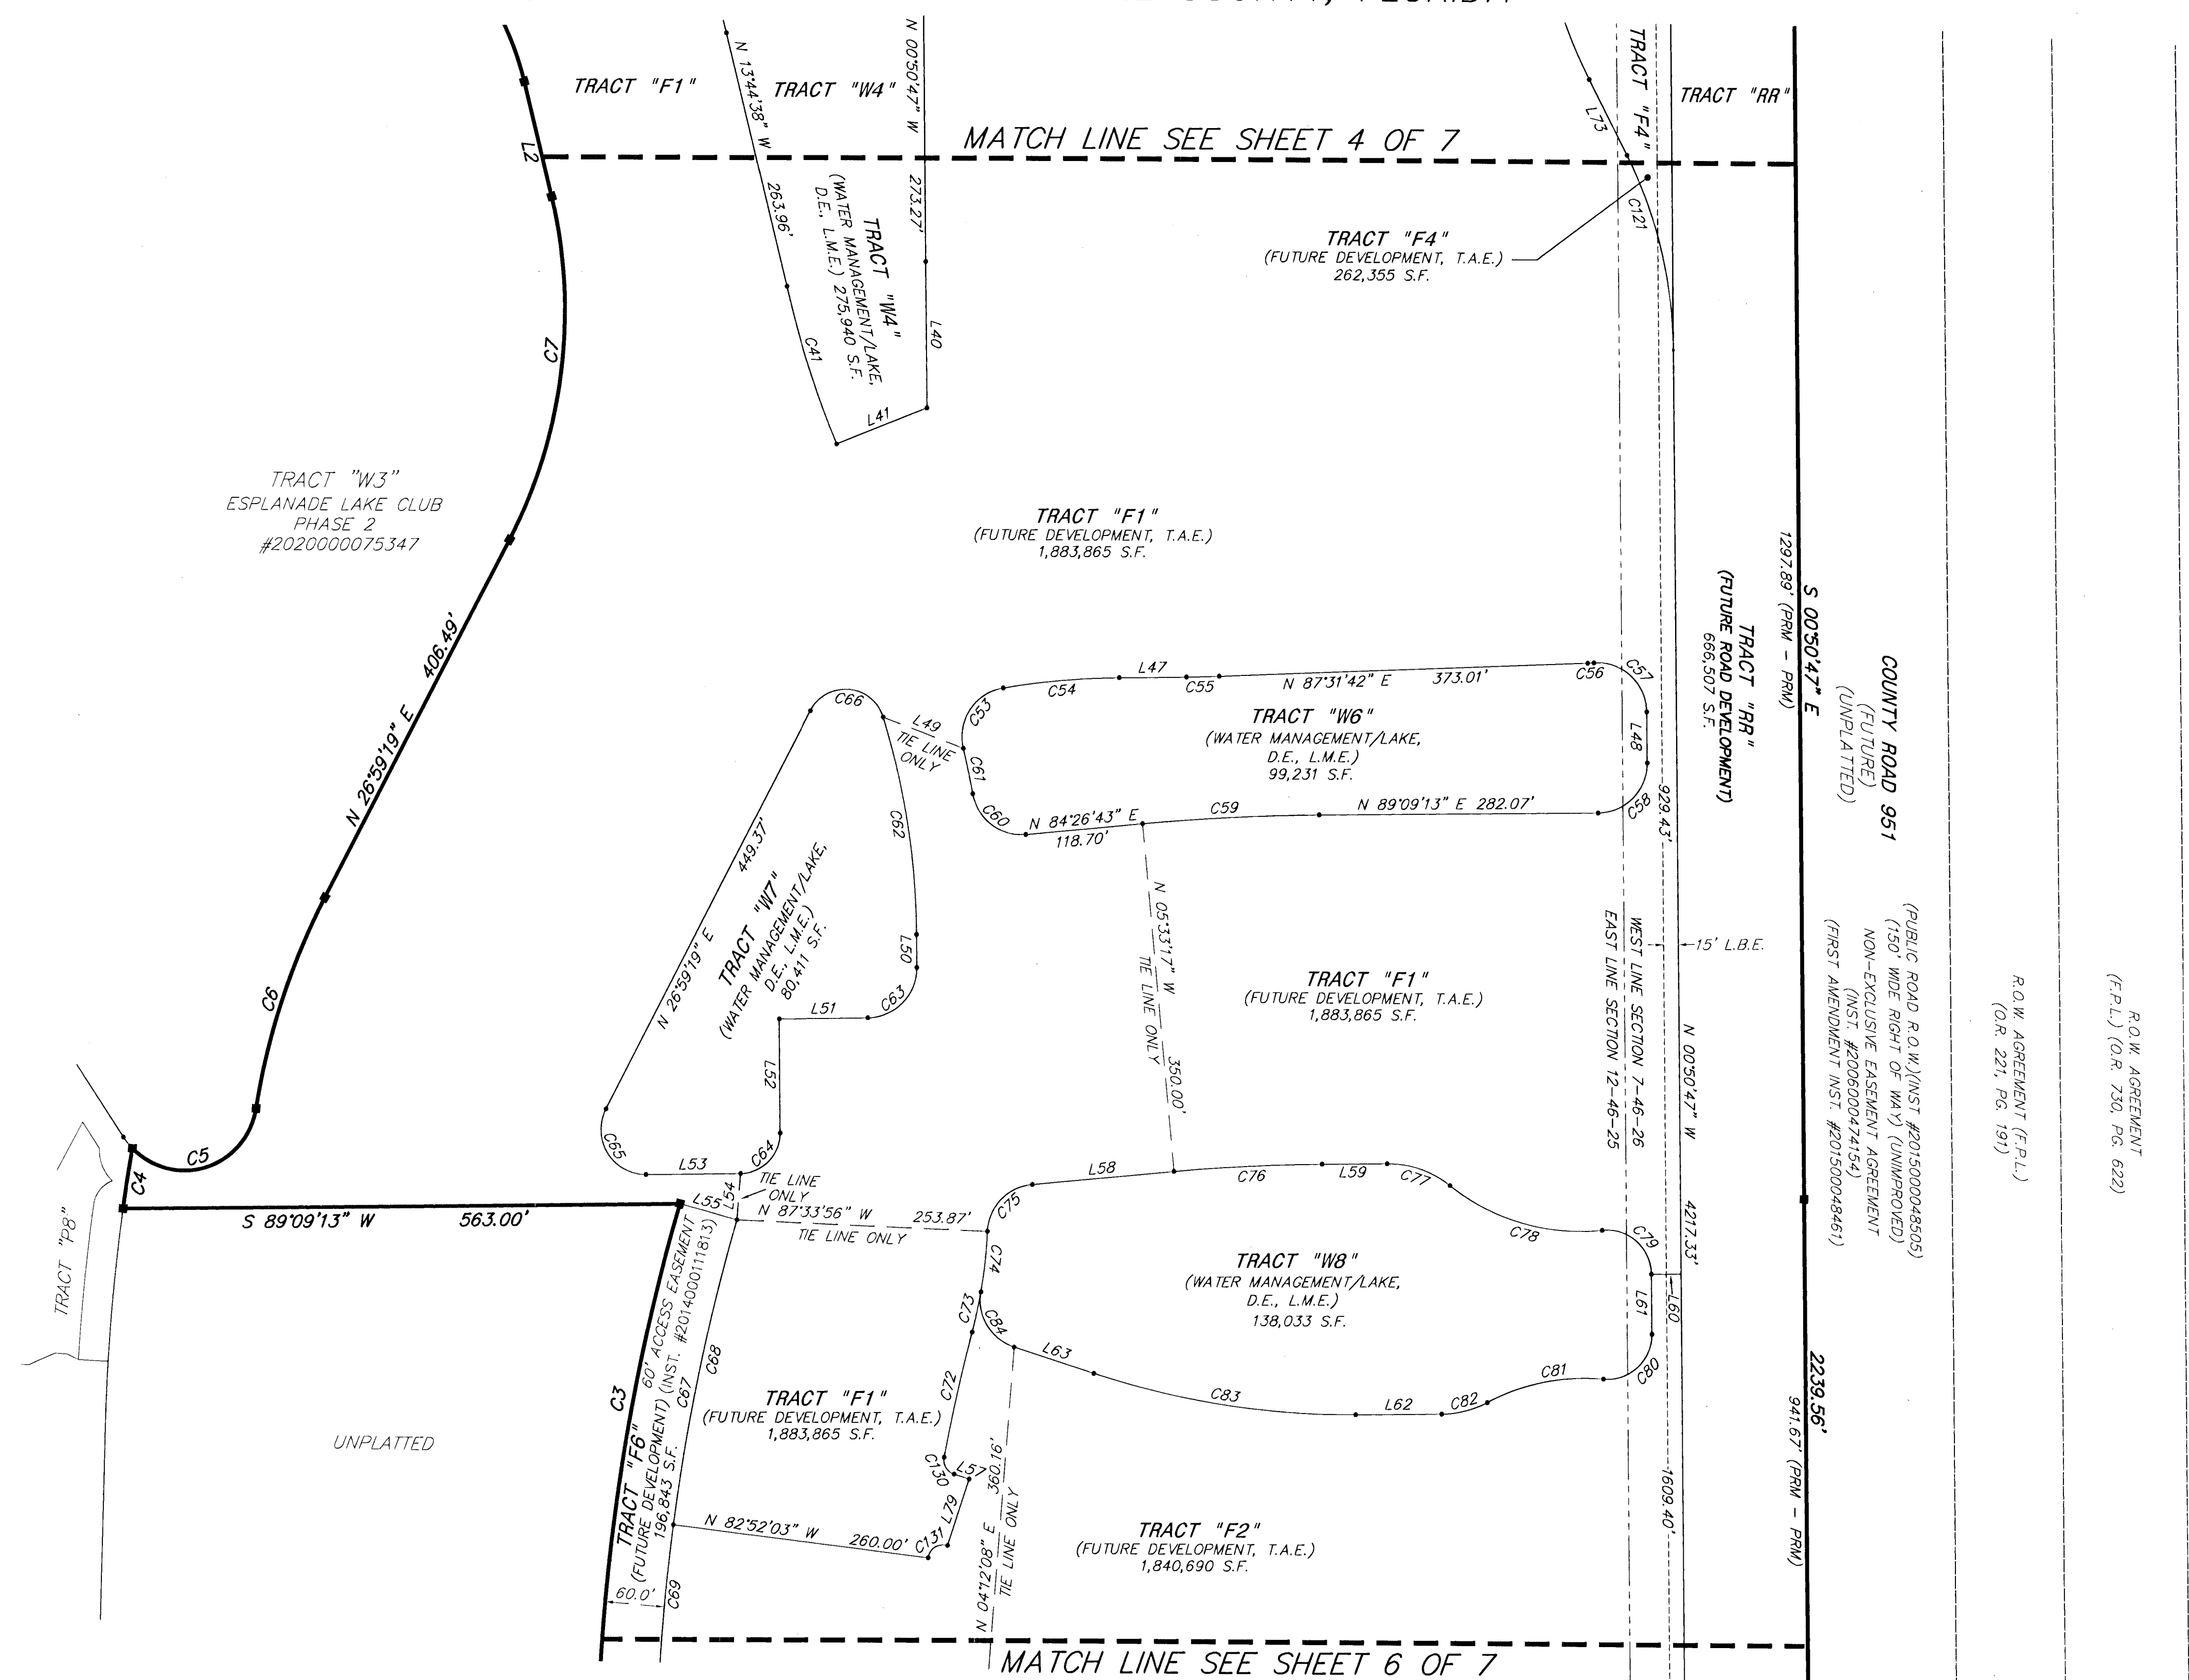 TRACT "F1"
N 13°44'38" W
TRACT "W4"
N 00°50'47" W
L73
TRACT "F4"
TRACT "RR"
MATCH LINE SEE SHEET 4 OF 7
L2
263.96'
TRACT "W4"
(WATER MANAGEMENT/LAKE,
D.E., L.M.E.) 275,940 S.F.
273.27'
C121
TRACT "F4"
(FUTURE DEVELOPMENT, T.A.E.)
262,355 S.F.
C7
C41
L40
L41
TRACT "W3"
ESPLANADE LAKE CLUB
PHASE 2
#2020000075347
TRACT "F1"
(FUTURE DEVELOPMENT, T.A.E.)
1,883,865 S.F.
N 26°59'19" E
406.49'
1297.89' (PRM - PRM)
S 00°50'47" E
TRACT "RR"
(FUTURE ROAD DEVELOPMENT)
666,507 S.F.
COUNTY ROAD 951
(FUTURE)
(UNPLATTED)
C66
L49
TIE LINE
ONLY
C53
C54
L47
C55
N 87°31'42" E
373.01'
C56
C57
TRACT "W6"
(WATER MANAGEMENT/LAKE,
D.E., L.M.E.)
99,231 S.F.
L48
C61
C60
N 84°26'43" E
118.70'
C59
N 89°09'13" E 282.07'
C58
929.43'
C62
449.37'
N 26°59'19" E
TRACT "W7"
(WATER MANAGEMENT/LAKE,
D.E., L.M.E.)
80,411 S.F.
L50
C63
L51
L52
N 05°33'17" W
350.00'
TIE LINE ONLY
TRACT "F1"
(FUTURE DEVELOPMENT, T.A.E.)
1,883,865 S.F.
EAST LINE SECTION 12-46-25
WEST LINE SECTION 7-46-26
15' L.B.E.
N 00°50'47" W
4217.33'
(PUBLIC ROAD R.O.W.)(INST #2015000048505)
(150' WIDE RIGHT OF WAY) (UNIMPROVED)
NON-EXCLUSIVE EASEMENT AGREEMENT
(INST. #2006000474154)
(FIRST AMENDMENT INST. #2015000048461)
R.O.W. AGREEMENT (F.P.L.)
(O.R. 221, PG. 191)
R.O.W. AGREEMENT
(F.P.L.) (O.R. 730, PG. 622)
C6
C5
C4
TRACT "P8"
S 89°09'13" W
563.00'
C65
L53
C64
L54
TIE LINE
ONLY
L55
N 87°33'56" W
253.87'
TIE LINE ONLY
C75
L58
C76
L59
C77
C78
C79
C74
TRACT "W8"
(WATER MANAGEMENT/LAKE,
D.E., L.M.E.)
138,033 S.F.
L61
L60
C73
C84
L63
C83
L62
C82
C81
C80
UNPLATTED
C3
TRACT "F6"
(FUTURE DEVELOPMENT)
196,843 S.F.
60' ACCESS EASEMENT
(INST. #2014000111813)
C67
C68
TRACT "F1"
(FUTURE DEVELOPMENT, T.A.E.)
1,883,865 S.F.
C72
C130
L57
L79
C131
N 82°52'03" W
260.00'
N 04°12'08" E
360.16'
TIE LINE ONLY
TRACT "F2"
(FUTURE DEVELOPMENT, T.A.E.)
1,840,690 S.F.
1609.40'
2239.56'
941.67' (PRM - PRM)
60.0'
C69
MATCH LINE SEE SHEET 6 OF 7